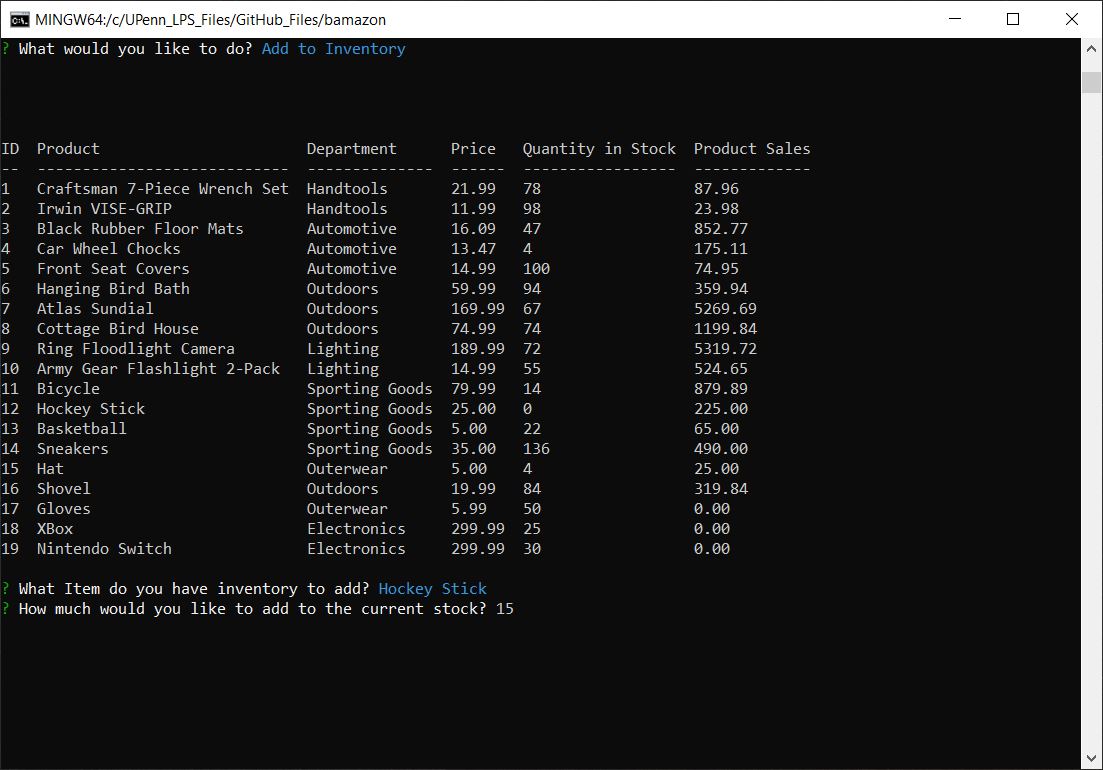 MINGW64:/c/UPenn_LPS_Files/GitHub_Files/bamazon
? What would you like to do? Add to Inventory
ID  Product                       Department      Price   Quantity in Stock  Product Sales
--  ----------------------------  --------------  ------  -----------------  -------------
1   Craftsman 7-Piece Wrench Set  Handtools       21.99   78                 87.96
2   Irwin VISE-GRIP               Handtools       11.99   98                 23.98
3   Black Rubber Floor Mats       Automotive      16.09   47                 852.77
4   Car Wheel Chocks              Automotive      13.47   4                  175.11
5   Front Seat Covers             Automotive      14.99   100                74.95
6   Hanging Bird Bath             Outdoors        59.99   94                 359.94
7   Atlas Sundial                 Outdoors        169.99  67                 5269.69
8   Cottage Bird House            Outdoors        74.99   74                 1199.84
9   Ring Floodlight Camera        Lighting        189.99  72                 5319.72
10  Army Gear Flashlight 2-Pack   Lighting        14.99   55                 524.65
11  Bicycle                       Sporting Goods  79.99   14                 879.89
12  Hockey Stick                  Sporting Goods  25.00   0                  225.00
13  Basketball                    Sporting Goods  5.00    22                 65.00
14  Sneakers                      Sporting Goods  35.00   136                490.00
15  Hat                           Outerwear       5.00    4                  25.00
16  Shovel                        Outdoors        19.99   84                 319.84
17  Gloves                        Outerwear       5.99    50                 0.00
18  XBox                          Electronics     299.99  25                 0.00
19  Nintendo Switch               Electronics     299.99  30                 0.00
? What Item do you have inventory to add? Hockey Stick
? How much would you like to add to the current stock? 15